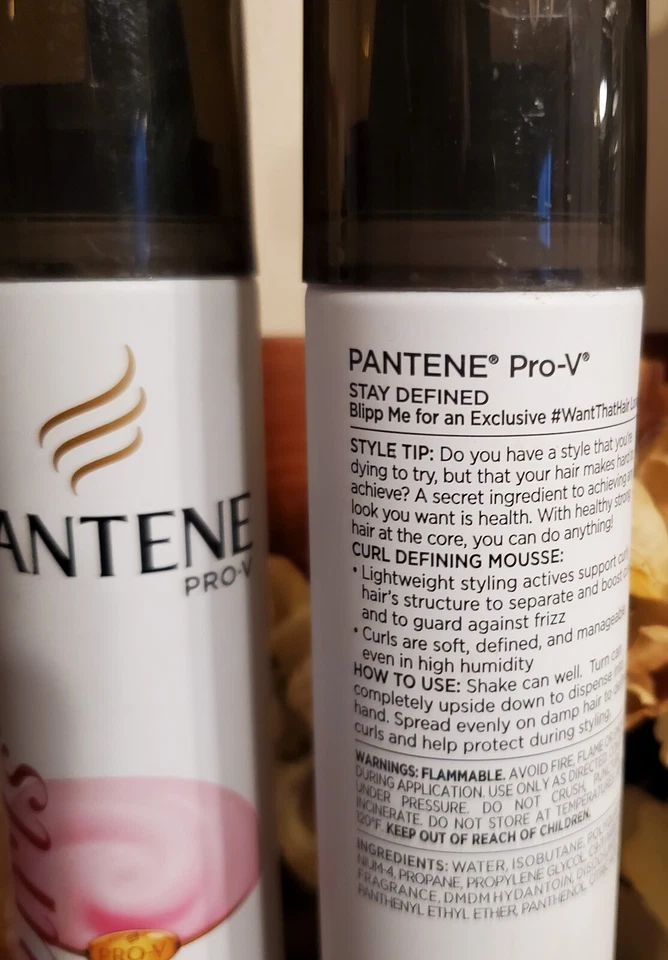 ANTENE
PRO-V
PRO-V
PANTENE® Pro-V®
STAY DEFINED
Blipp Me for an Exclusive #WantThatHair
STYLE TIP: Do you have a style that you're
dying to try, but that your hair makes hard
achieve? A secret ingredient to achieving
look you want is health. With healthy strong
hair at the core, you can do anything!
CURL DEFINING MOUSSE:
• Lightweight styling actives support
hair's structure to separate and boost
and to guard against frizz
• Curls are soft, defined, and manageable
even in high humidity
HOW TO USE: Shake can well. Turn can
completely upside down to dispense
hand. Spread evenly on damp hair to
curls and help protect during styling.
WARNINGS: FLAMMABLE. AVOID FIRE, FLAME
DURING APPLICATION. USE ONLY AS DIRECTED.
UNDER PRESSURE. DO NOT CRUSH,
INCINERATE. DO NOT STORE AT
120°F. KEEP OUT OF REACH OF CHILDREN.
INGREDIENTS: WATER, ISOBUTANE,
NIUM-4, PROPANE, PROPYLENE GLYCOL,
FRAGRANCE, DMDM HYDANTOIN,
PANTHENYL ETHYL ETHER, PANTHENOL,